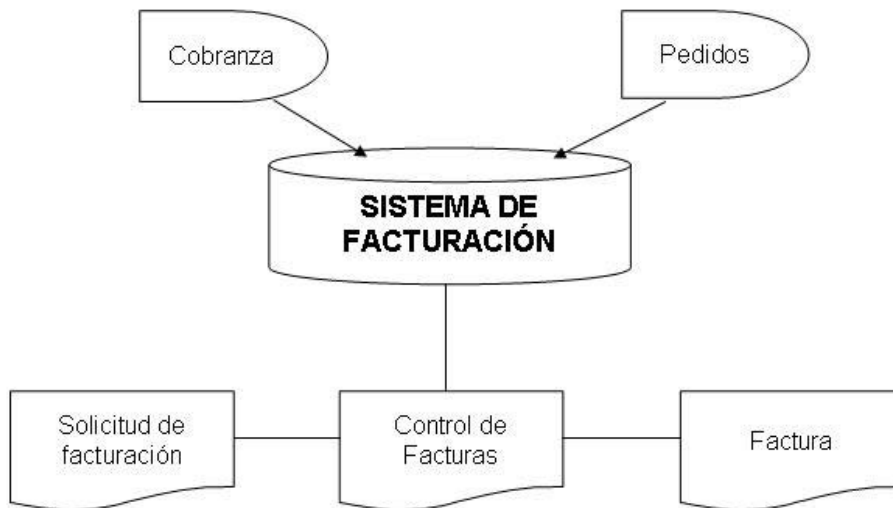 Cobranza
Pedidos
SISTEMA DE
FACTURACIÓN
Solicitud de
facturación
Control de
Facturas
Factura